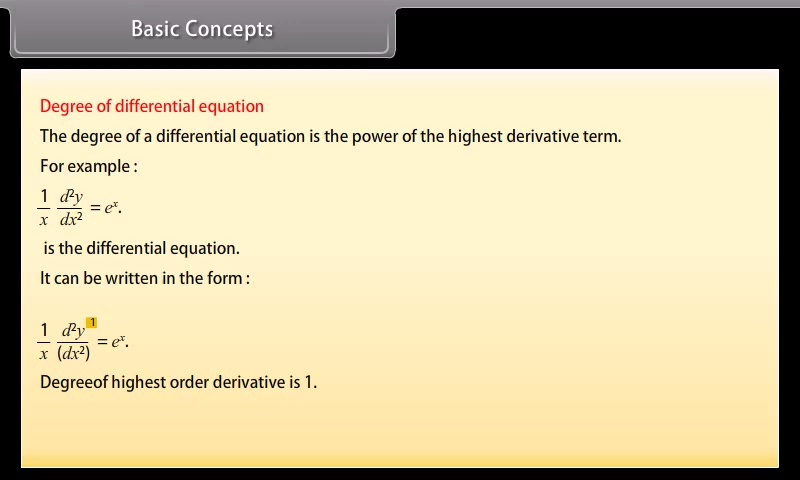 Basic Concepts
Degree of differential equation
The degree of a differential equation is the power of the highest derivative term.
For example :
1/x d²y/dx² = eˣ.
is the differential equation.
It can be written in the form :
1/x d²y/(dx²)¹ = eˣ.
Degreeof highest order derivative is 1.